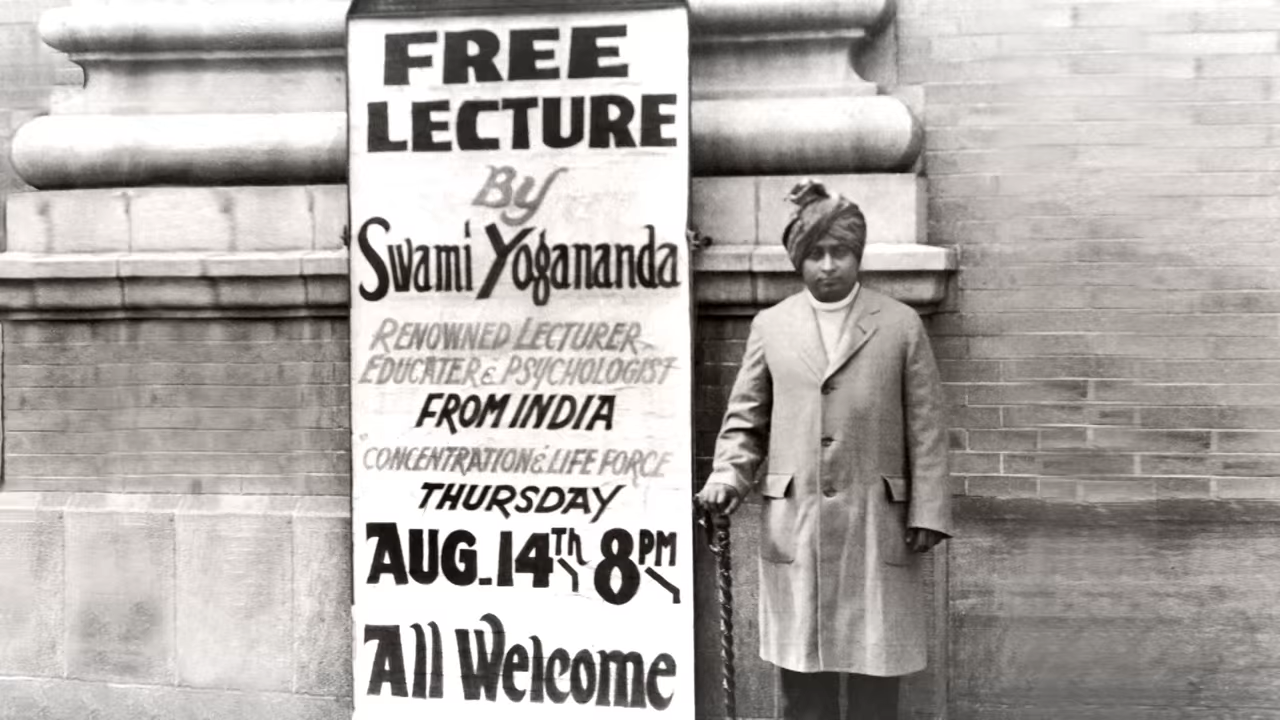 FREE
LECTURE
By
Swami Yogananda
RENOWNED LECTURER
EDUCATER & PSYCHOLOGIST
FROM INDIA
"CONCENTRATION & LIFE FORCE
THURSDAY
AUG. 14Th 8PM
All Welcome